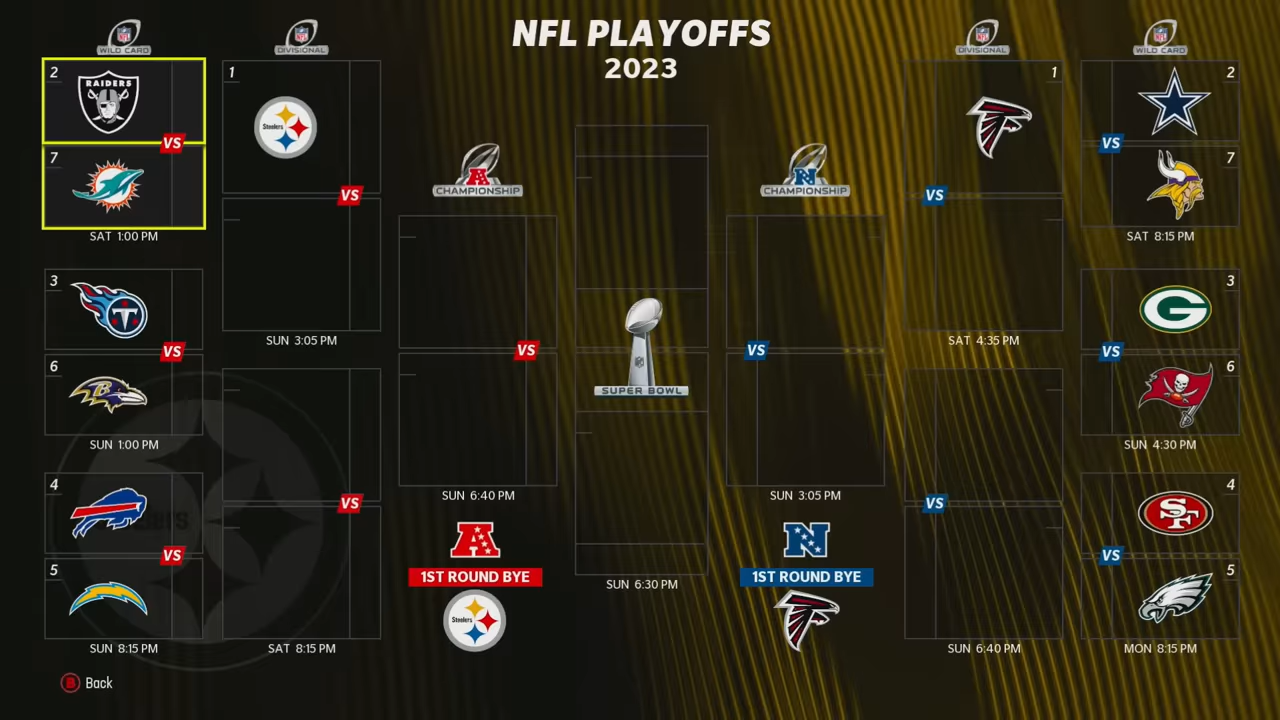 NFL PLAYOFFS
2023
WILD CARD
DIVISIONAL
DIVISIONAL
WILD CARD
2
RAIDERS
VS
7
SAT 1:00 PM
3
VS
6
SUN 1:00 PM
4
VS
5
SUN 8:15 PM
1
Steelers
VS
SUN 3:05 PM
VS
SAT 8:15 PM
A
CHAMPIONSHIP
VS
SUN 6:40 PM
A
1ST ROUND BYE
Steelers
SUPER BOWL
SUN 6:30 PM
N
CHAMPIONSHIP
VS
SUN 3:05 PM
N
1ST ROUND BYE
1
VS
SAT 4:35 PM
VS
SUN 6:40 PM
2
VS
7
SAT 8:15 PM
3
G
VS
6
SUN 4:30 PM
4
SF
VS
5
MON 8:15 PM
B Back